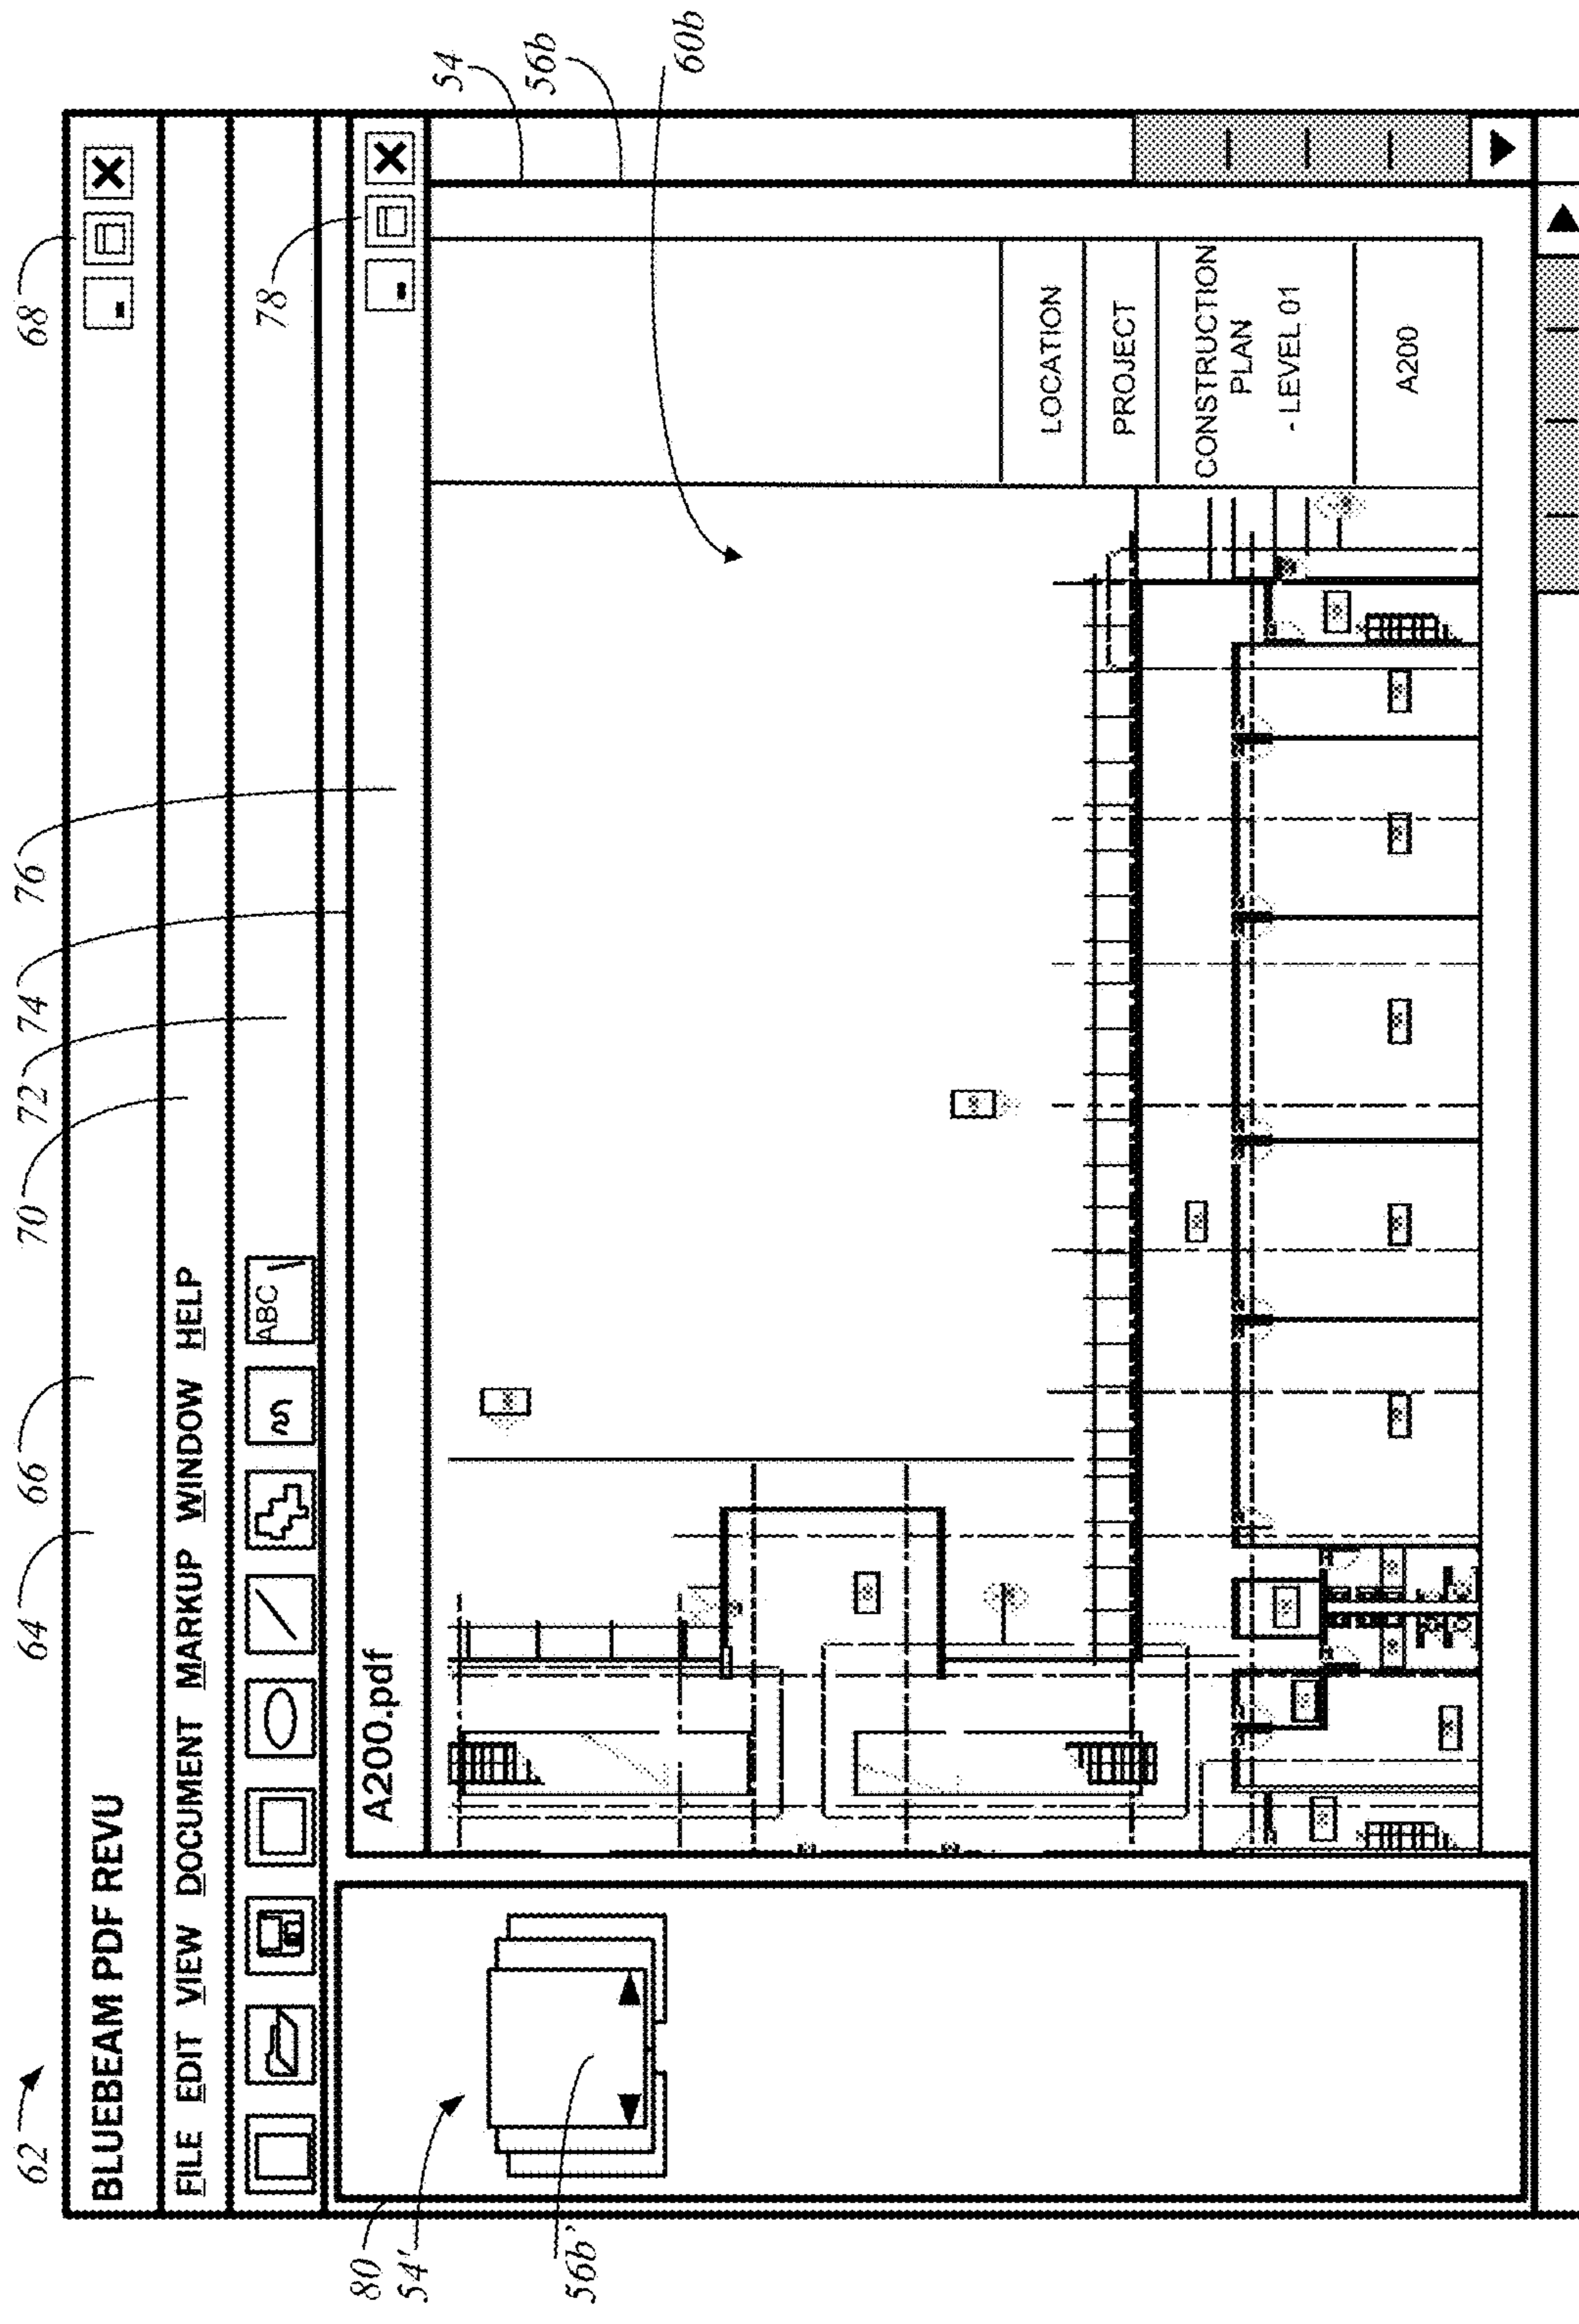 62
64
66
70
72
74
76
68
BLUEBEAM PDF REVU
FILE EDIT VIEW DOCUMENT MARKUP WINDOW HELP
ABC
78
A200.pdf
54
56b
60b
80
54'
56b'
LOCATION
PROJECT
CONSTRUCTION
PLAN
- LEVEL 01
A200